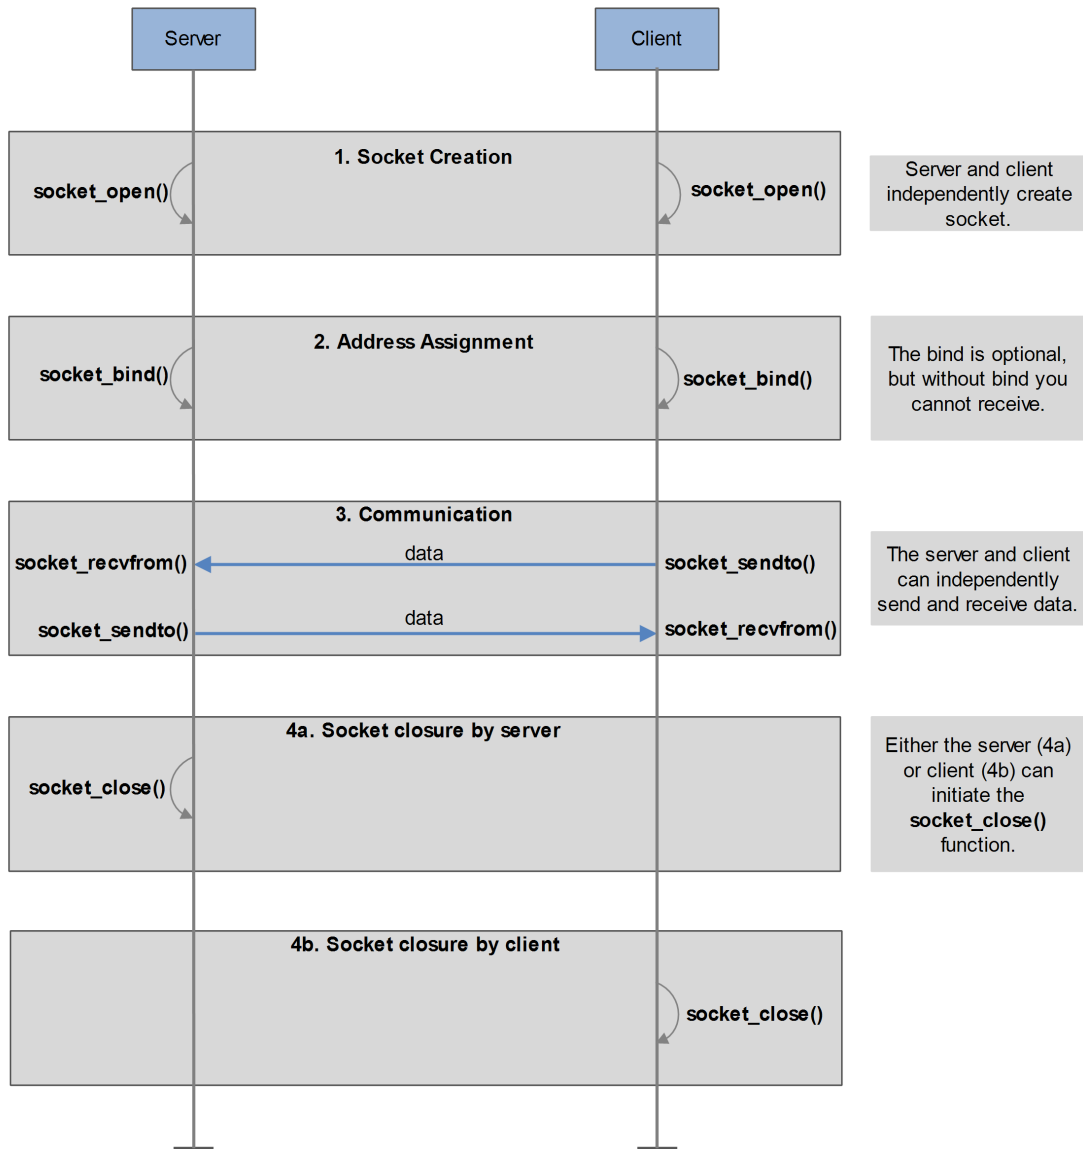 Server
Client
1. Socket Creation
socket_open()
socket_open()
Server and client
independently create
socket.
2. Address Assignment
socket_bind()
socket_bind()
The bind is optional,
but without bind you
cannot receive.
3. Communication
socket_recvfrom()
data
socket_sendto()
socket_sendto()
data
socket_recvfrom()
The server and client
can independently
send and receive data.
4a. Socket closure by server
socket_close()
Either the server (4a)
or client (4b) can
initiate the
socket_close()
function.
4b. Socket closure by client
socket_close()